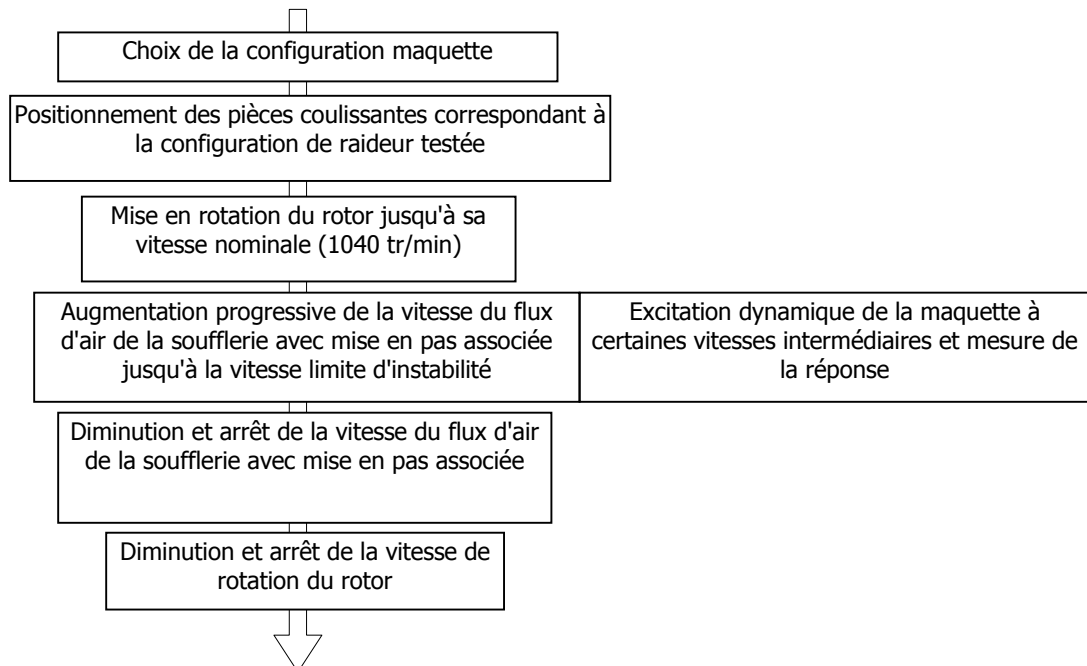 Choix de la configuration maquette
Positionnement des pièces coulissantes correspondant à
la configuration de raideur testée
Mise en rotation du rotor jusqu'à sa
vitesse nominale (1040 tr/min)
Augmentation progressive de la vitesse du flux
d'air de la soufflerie avec mise en pas associée
jusqu'à la vitesse limite d'instabilité
Excitation dynamique de la maquette à
certaines vitesses intermédiaires et mesure de
la réponse
Diminution et arrêt de la vitesse du flux d'air
de la soufflerie avec mise en pas associée
Diminution et arrêt de la vitesse de
rotation du rotor